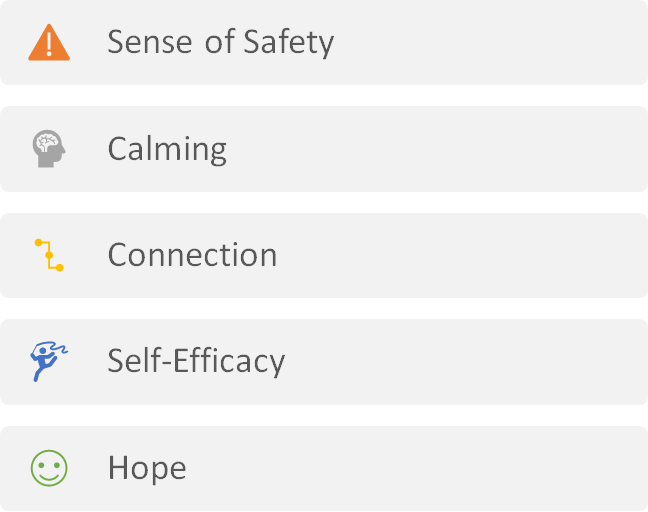 Sense of Safety
Calming
Connection
Self-Efficacy
Hope